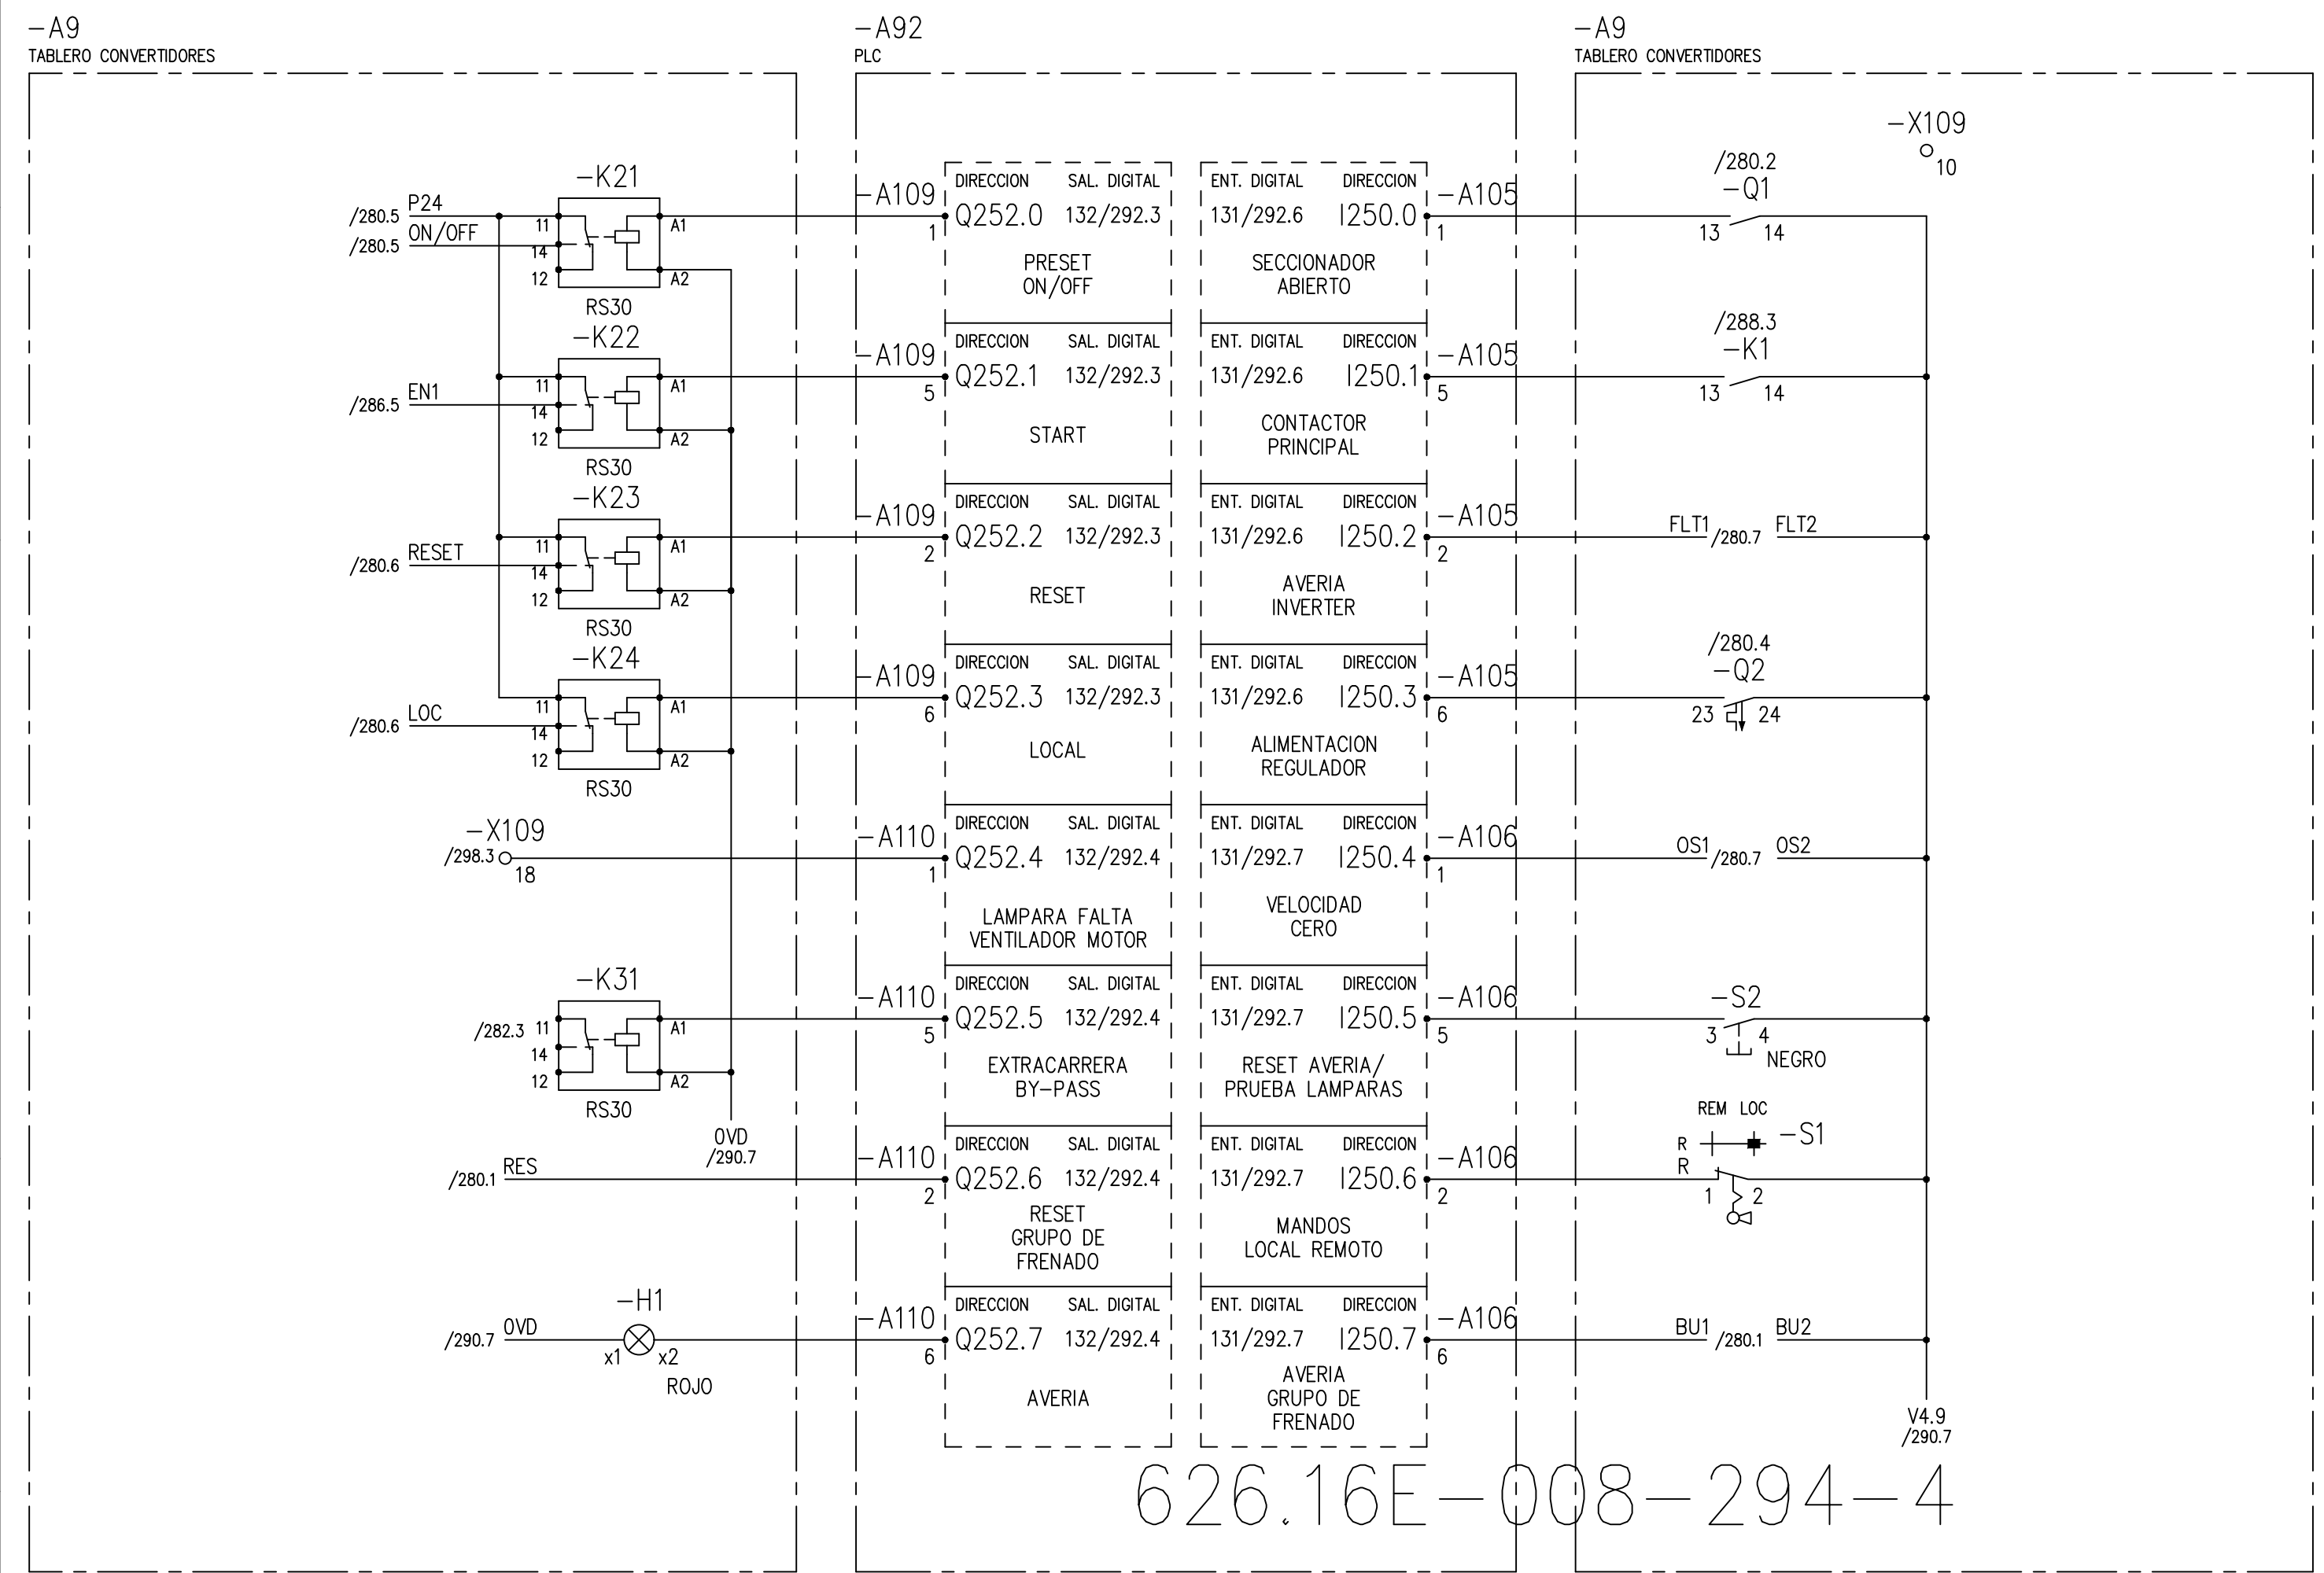 -A9
TABLERO CONVERTIDORES
/280.5 P24
/280.5 ON/OFF
-K21
11
14
12
A1
A2
RS30
/286.5 EN1
-K22
11
14
12
A1
A2
RS30
/280.6 RESET
-K23
11
14
12
A1
A2
RS30
/280.6 LOC
-K24
11
14
12
A1
A2
RS30
-X109
/298.3
18
-K31
/282.3 11
14
12
A1
A2
RS30
0VD
/290.7
/280.1 RES
-H1
/290.7 0VD
x1 x2
ROJO
-A92
PLC
-A109
1
DIRECCION SAL. DIGITAL
Q252.0 132/292.3
PRESET
ON/OFF
-A109
5
DIRECCION SAL. DIGITAL
Q252.1 132/292.3
START
-A109
2
DIRECCION SAL. DIGITAL
Q252.2 132/292.3
RESET
-A109
6
DIRECCION SAL. DIGITAL
Q252.3 132/292.3
LOCAL
-A110
1
DIRECCION SAL. DIGITAL
Q252.4 132/292.4
LAMPARA FALTA
VENTILADOR MOTOR
-A110
5
DIRECCION SAL. DIGITAL
Q252.5 132/292.4
EXTRACARRERA
BY-PASS
-A110
2
DIRECCION SAL. DIGITAL
Q252.6 132/292.4
RESET
GRUPO DE
FRENADO
-A110
6
DIRECCION SAL. DIGITAL
Q252.7 132/292.4
AVERIA
ENT. DIGITAL DIRECCION
131/292.6 I250.0
SECCIONADOR
ABIERTO
-A105
1
ENT. DIGITAL DIRECCION
131/292.6 I250.1
CONTACTOR
PRINCIPAL
-A105
5
ENT. DIGITAL DIRECCION
131/292.6 I250.2
AVERIA
INVERTER
-A105
2
ENT. DIGITAL DIRECCION
131/292.6 I250.3
ALIMENTACION
REGULADOR
-A105
6
ENT. DIGITAL DIRECCION
131/292.7 I250.4
VELOCIDAD
CERO
-A106
1
ENT. DIGITAL DIRECCION
131/292.7 I250.5
RESET AVERIA/
PRUEBA LAMPARAS
-A106
5
ENT. DIGITAL DIRECCION
131/292.7 I250.6
MANDOS
LOCAL REMOTO
-A106
2
ENT. DIGITAL DIRECCION
131/292.7 I250.7
AVERIA
GRUPO DE
FRENADO
-A106
6
-A9
TABLERO CONVERTIDORES
-X109
10
/280.2
-Q1
13 14
/288.3
-K1
13 14
FLT1 /280.7 FLT2
/280.4
-Q2
23 24
OS1 /280.7 OS2
-S2
3 4
NEGRO
REM LOC
R -S1
R
1 2
BU1 /280.1 BU2
V4.9
/290.7
626.16E-008-294-4